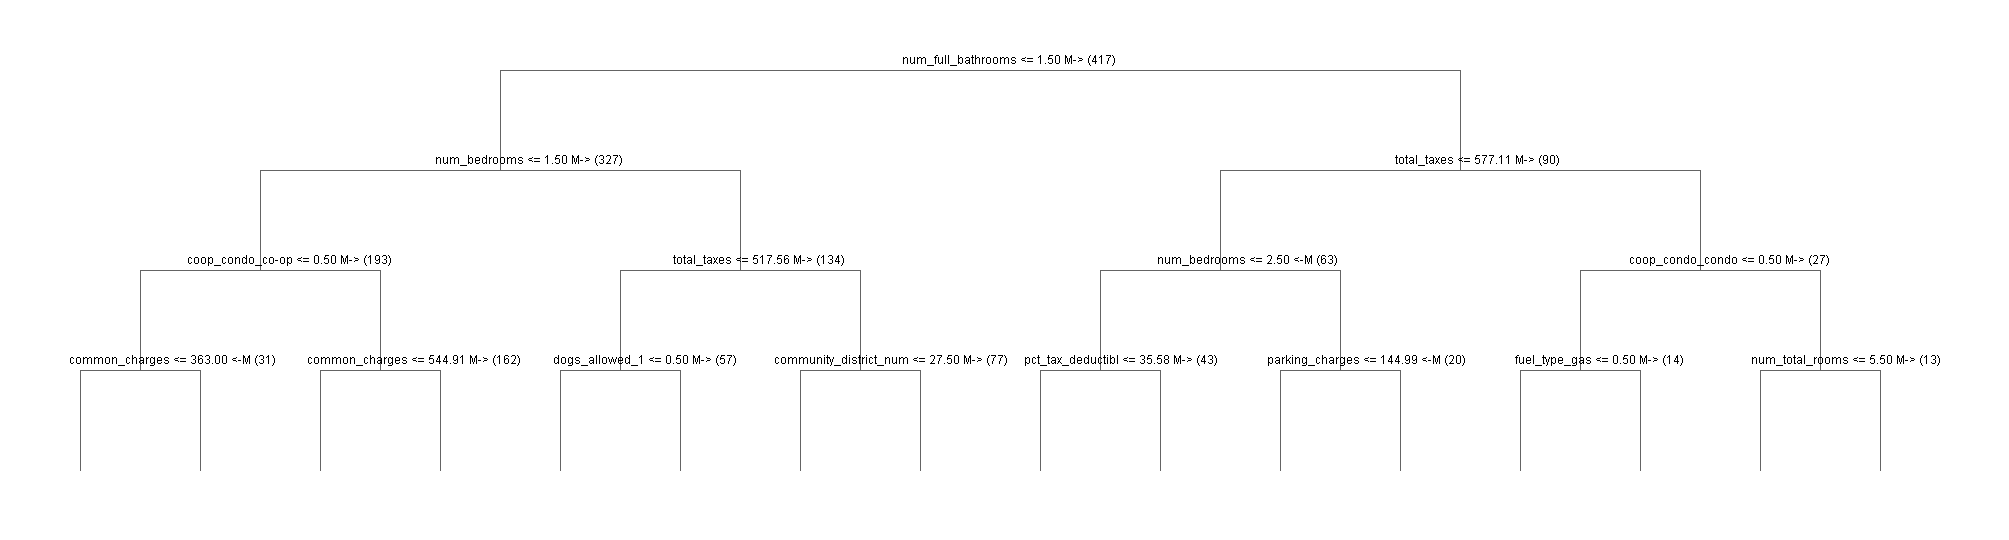 num_full_bathrooms <= 1.50 M-> (417)
num_bedrooms <= 1.50 M-> (327)
total_taxes <= 577.11 M-> (90)
coop_condo_co-op <= 0.50 M-> (193)
total_taxes <= 517.56 M-> (134)
num_bedrooms <= 2.50 <-M (63)
coop_condo_condo <= 0.50 M-> (27)
common_charges <= 363.00 <-M (31)
common_charges <= 544.91 M-> (162)
dogs_allowed_1 <= 0.50 M-> (57)
community_district_num <= 27.50 M-> (77)
pct_tax_deductibl <= 35.58 M-> (43)
parking_charges <= 144.99 <-M (20)
fuel_type_gas <= 0.50 M-> (14)
num_total_rooms <= 5.50 M-> (13)